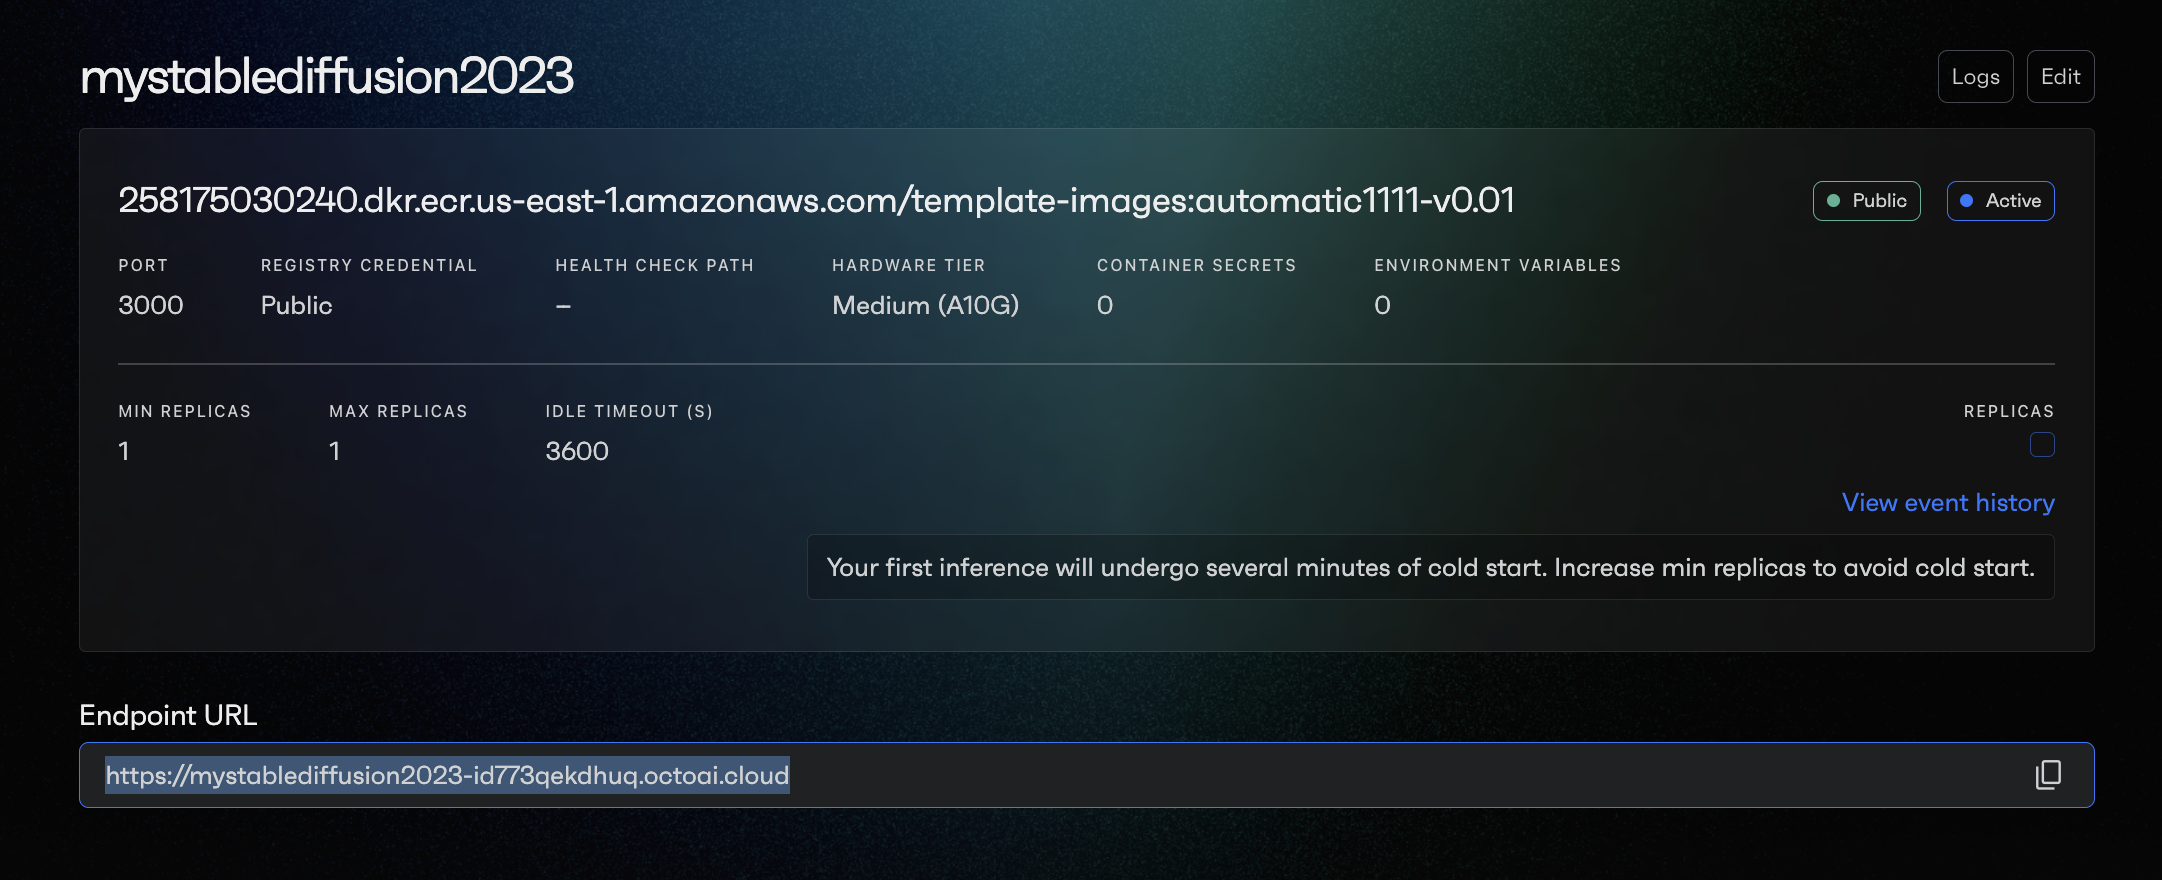 mystablediffusion2023
Logs
Edit
258175030240.dkr.ecr.us-east-1.amazonaws.com/template-images:automatic1111-v0.01
Public
Active
PORT
REGISTRY CREDENTIAL
HEALTH CHECK PATH
HARDWARE TIER
CONTAINER SECRETS
ENVIRONMENT VARIABLES
3000
Public
–
Medium (A10G)
0
0
MIN REPLICAS
MAX REPLICAS
IDLE TIMEOUT (S)
REPLICAS
1
1
3600
View event history
Your first inference will undergo several minutes of cold start. Increase min replicas to avoid cold start.
Endpoint URL
https://mystablediffusion2023-id773qekdhuq.octoai.cloud